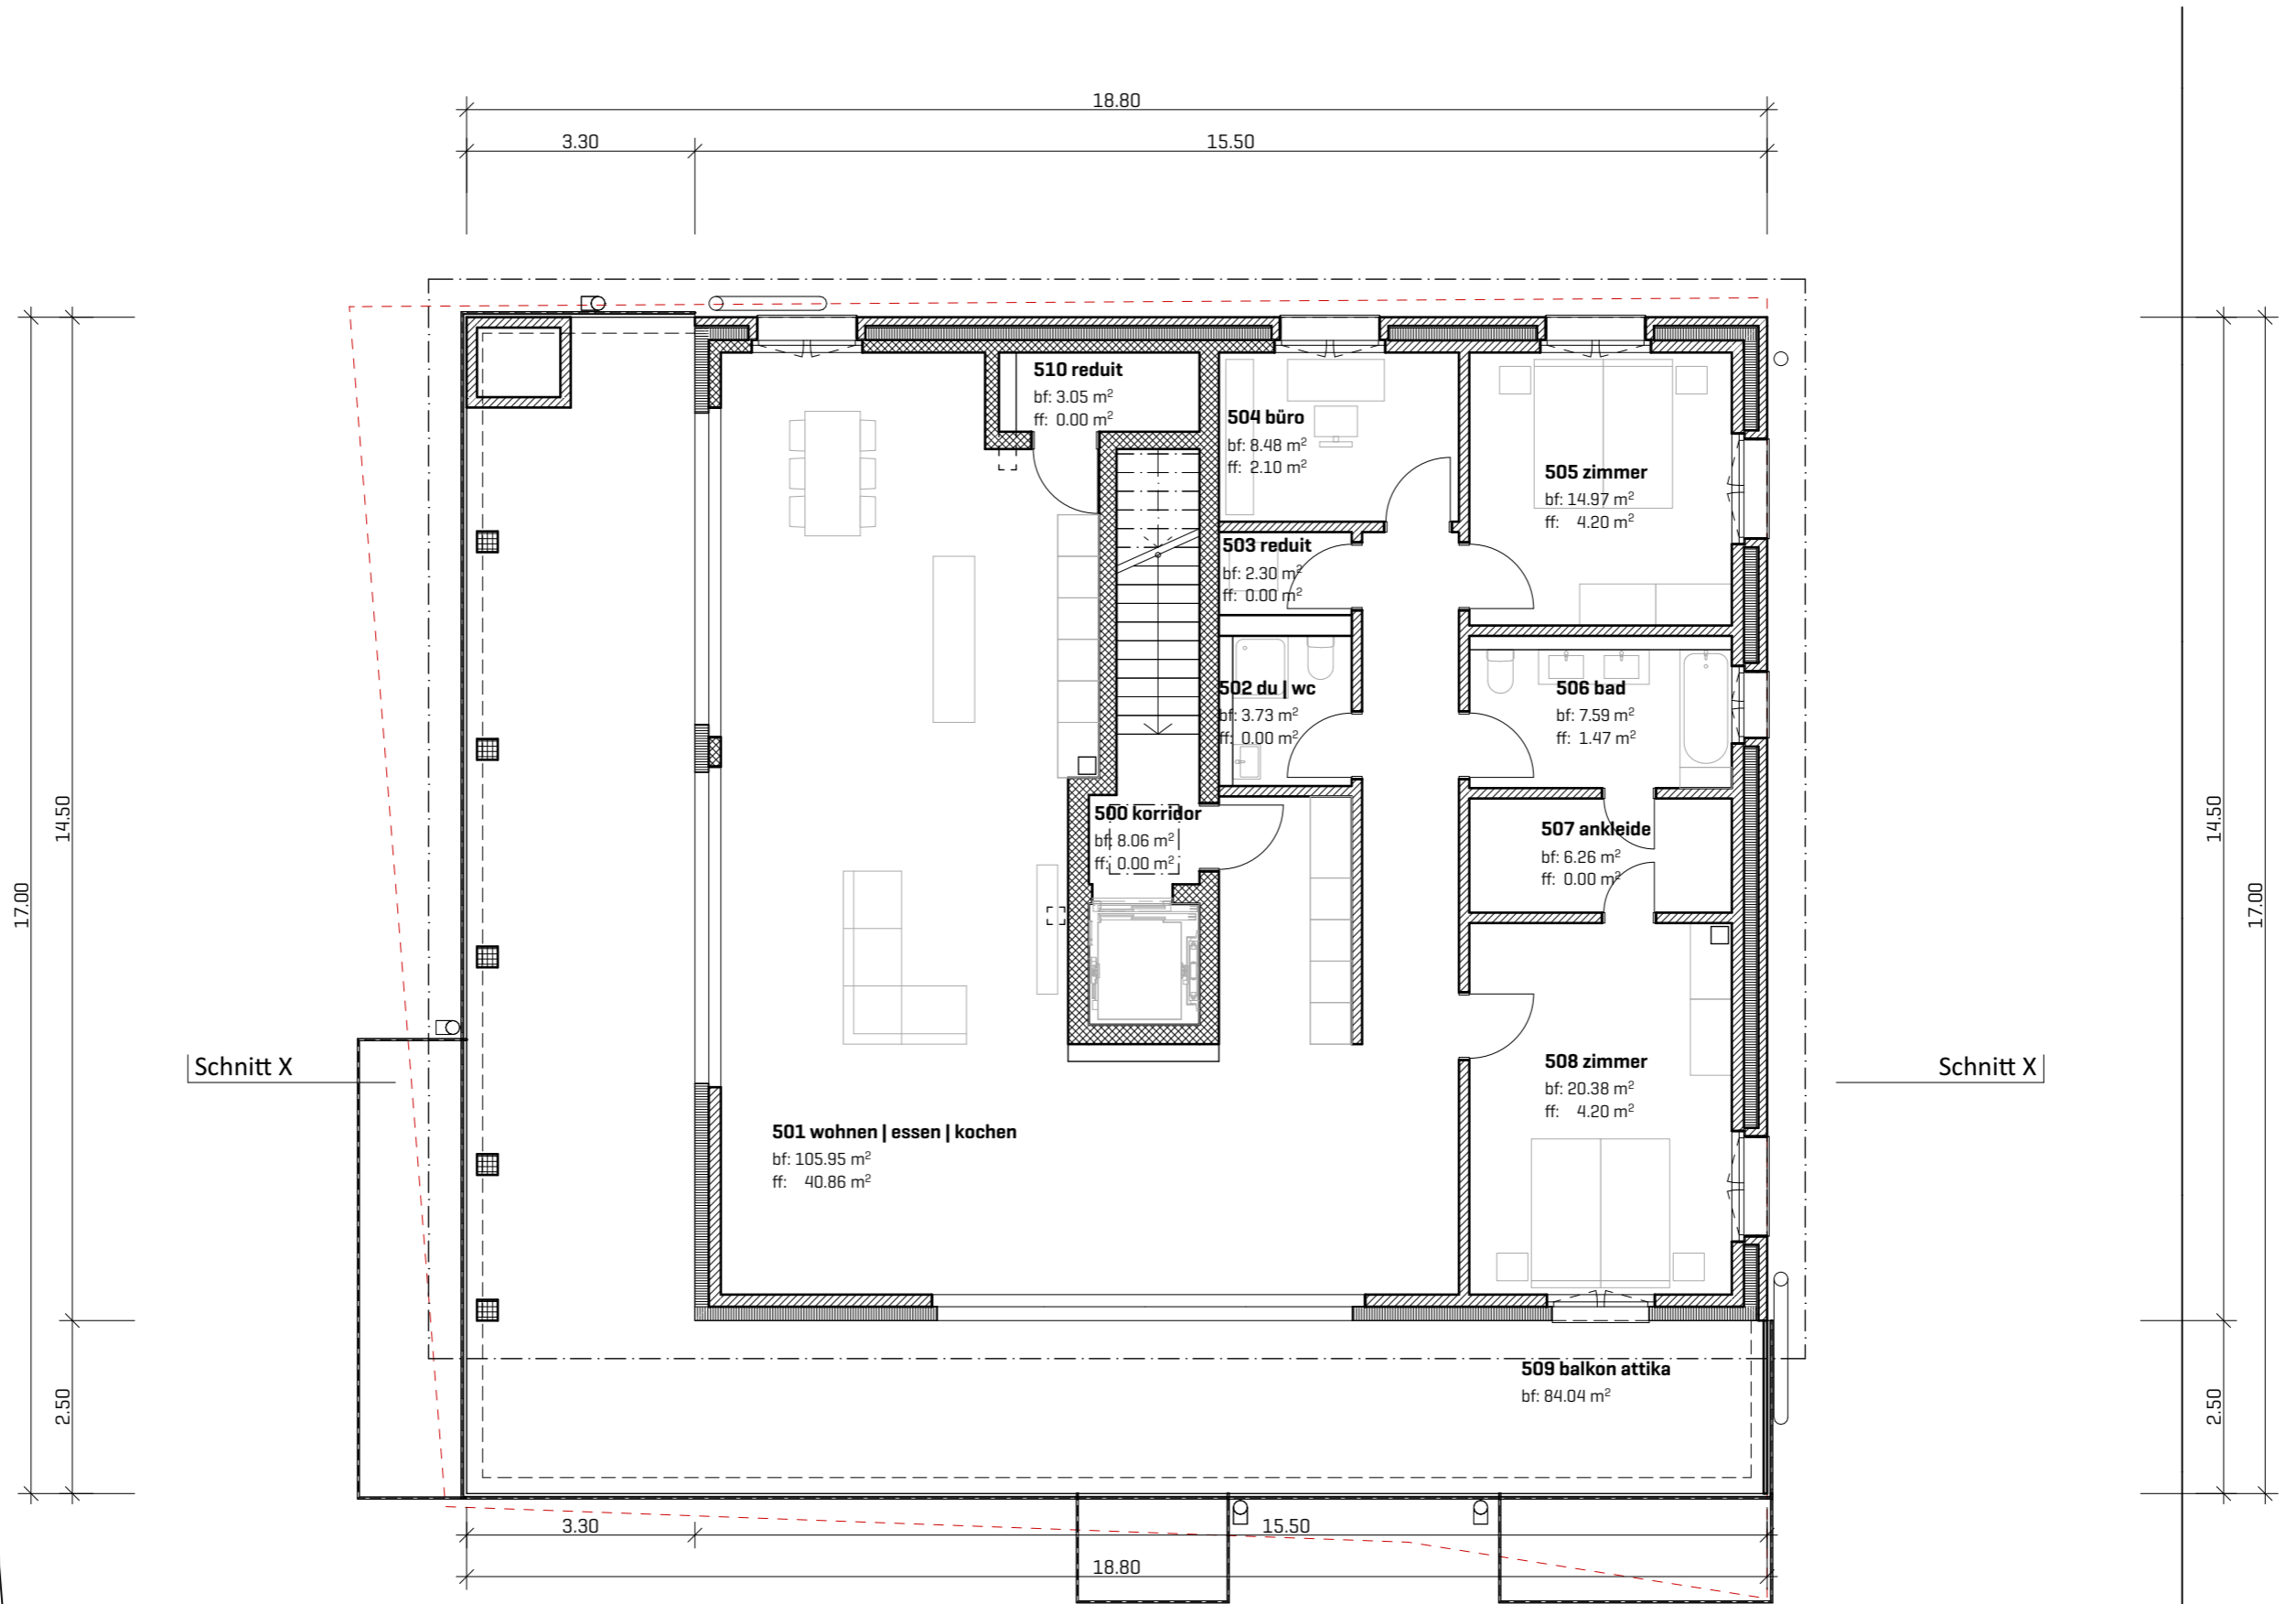 18.80
3.30
15.50
510 reduit
bf: 3.05 m²
ff: 0.00 m²
504 büro
bf: 8.48 m²
ff: 2.10 m²
505 zimmer
bf: 14.97 m²
ff: 4.20 m²
503 reduit
bf: 2.30 m²
ff: 0.00 m²
502 du | wc
bf: 3.73 m²
ff: 0.00 m²
506 bad
bf: 7.59 m²
ff: 1.47 m²
500 korridor
bf: 8.06 m²
ff: 0.00 m²
507 ankleide
bf: 6.26 m²
ff: 0.00 m²
14.50
17.00
14.50
17.00
Schnitt X
Schnitt X
508 zimmer
bf: 20.38 m²
ff: 4.20 m²
501 wohnen | essen | kochen
bf: 105.95 m²
ff: 40.86 m²
509 balkon attika
bf: 84.04 m²
2.50
2.50
3.30
15.50
18.80